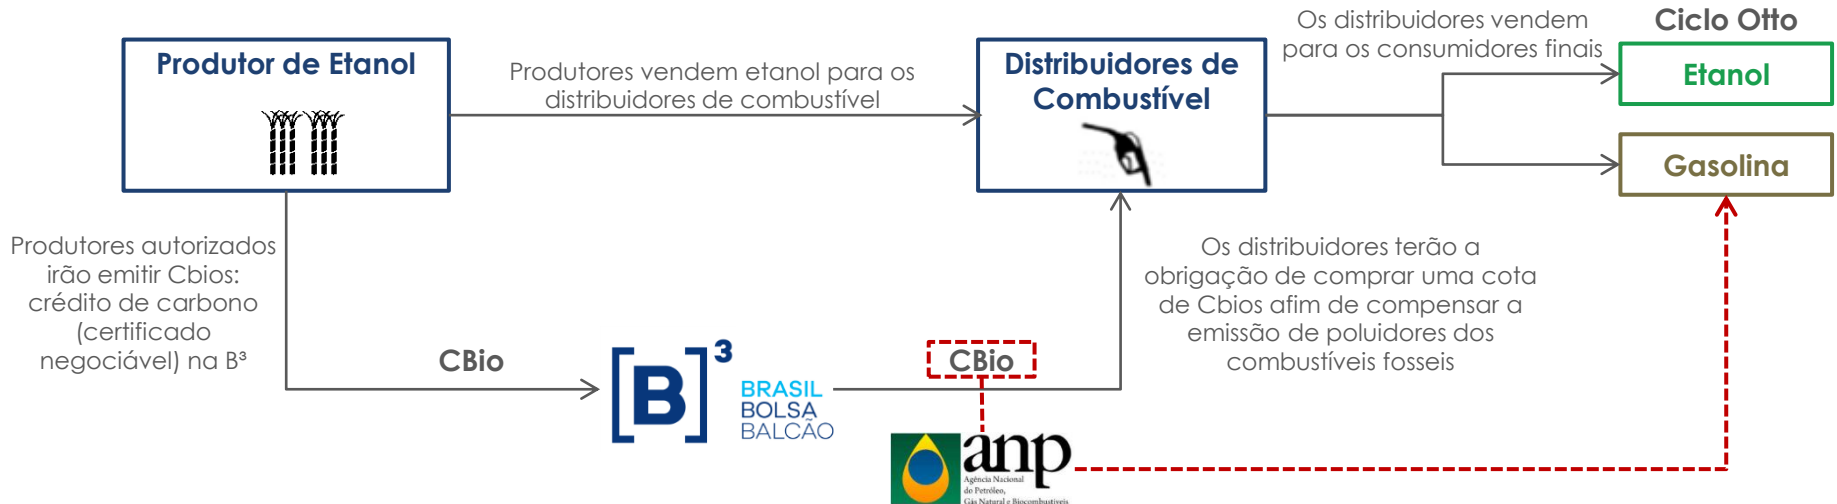 Produtor de Etanol
Produtores vendem etanol para os
distribuidores de combustível
Distribuidores de
Combustível
Os distribuidores vendem
para os consumidores finais
Ciclo Otto
Etanol
Gasolina
Produtores autorizados
irão emitir Cbios:
crédito de carbono
(certificado
negociável) na B³
CBio
[B]³
BRASIL
BOLSA
BALCÃO
CBio
Os distribuidores terão a
obrigação de comprar uma cota
de Cbios afim de compensar a
emissão de poluidores dos
combustíveis fosseis
anp
Agência Nacional
do Petróleo,
Gás Natural e Biocombustíveis